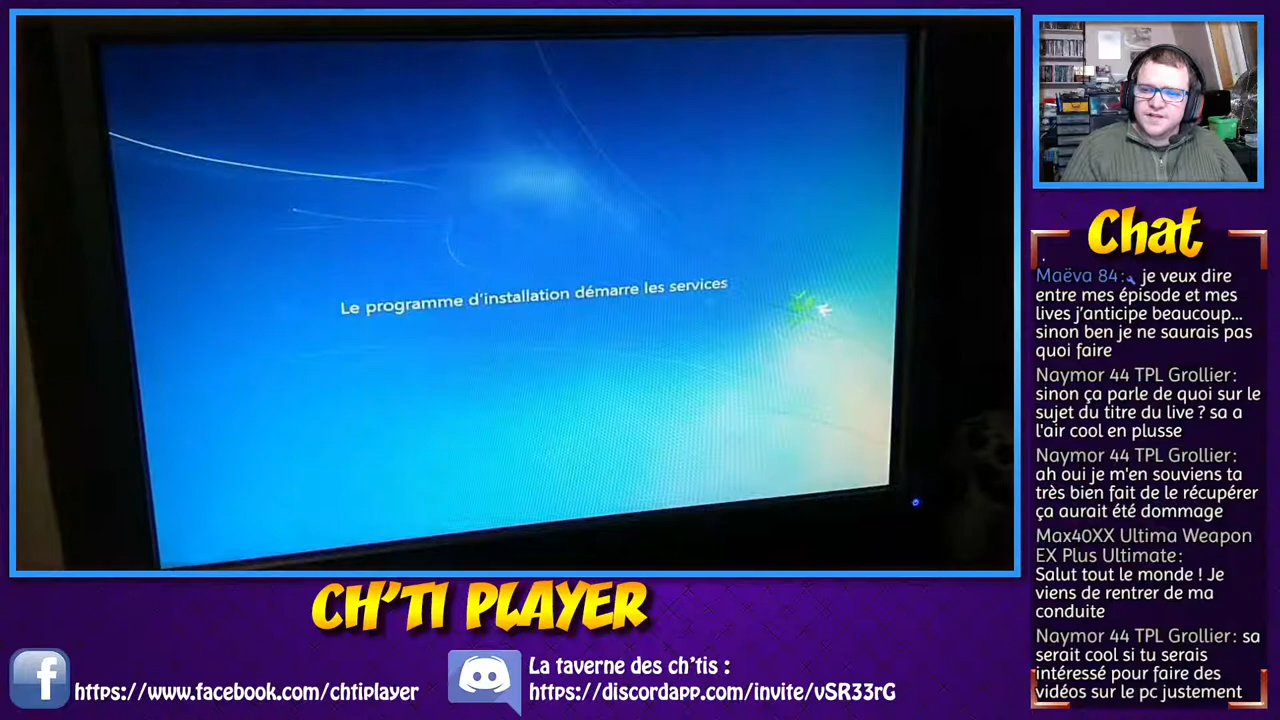 Le programme d'installation démarre les services
Chat
Maëva 84: je veux dire
entre mes épisode et mes
lives j'anticipe beaucoup...
sinon ben je ne saurais pas
quoi faire
Naymor 44 TPL Grollier:
sinon ça parle de quoi sur le
sujet du titre du live ? sa a
l'air cool en plusse
Naymor 44 TPL Grollier:
ah oui je m'en souviens ta
très bien fait de le récupérer
ça aurait été dommage
Max40XX Ultima Weapon
EX Plus Ultimate:
Salut tout le monde ! Je
viens de rentrer de ma
conduite
Naymor 44 TPL Grollier: sa
serait cool si tu serais
intéressé pour faire des
vidéos sur le pc justement
CH'TI PLAYER
https://www.facebook.com/chtiplayer
La taverne des ch'tis :
https://discordapp.com/invite/vSR33rG